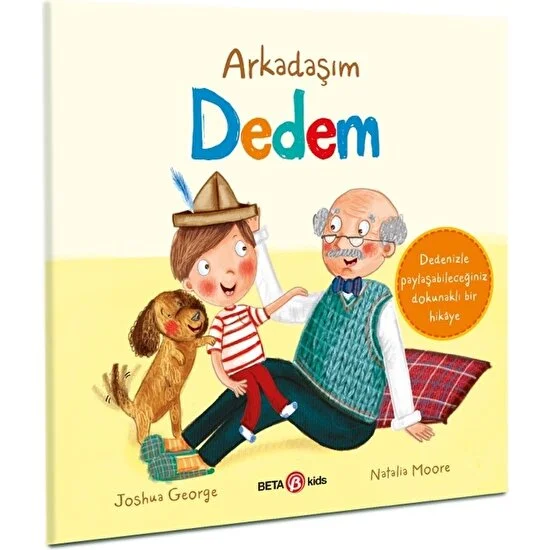 Arkadaşım
Dedem
Dedenizle
paylaşabileceğiniz
dokunaklı bir
hikâye
Joshua George
BETA B kids
Natalia Moore